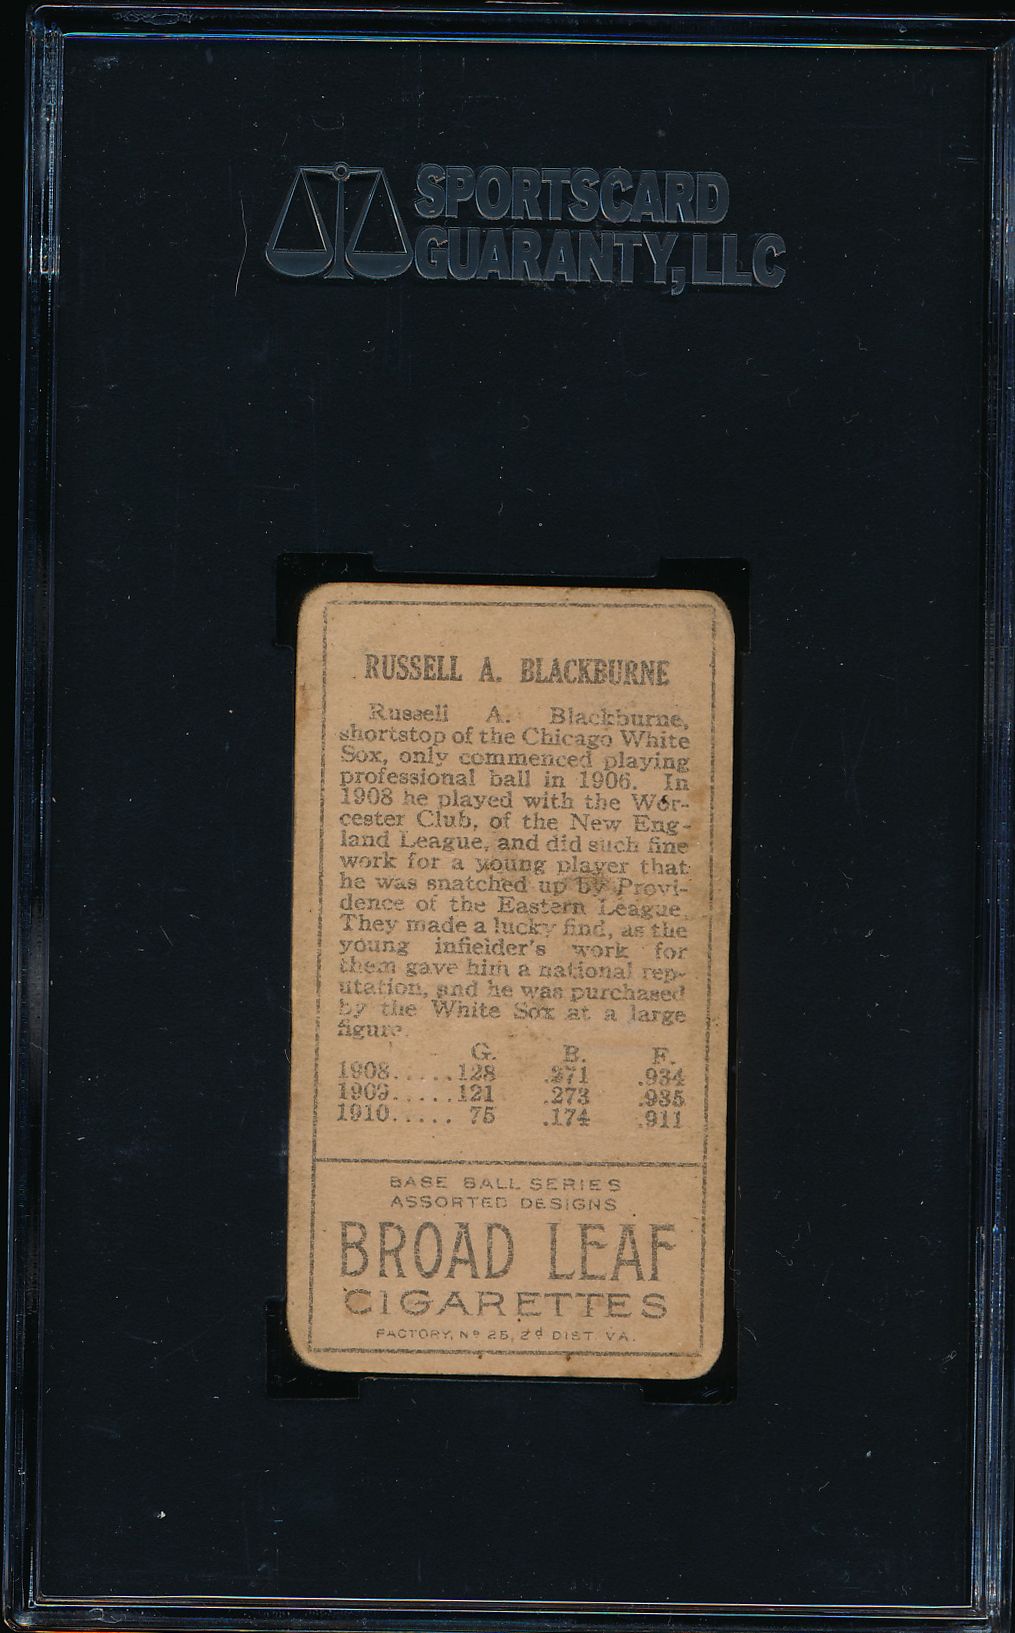 SPORTSCARD
GUARANTY, LLC
RUSSELL A. BLACKBURNE
Russell A. Blackburne,
shortstop of the Chicago White
Sox, only commenced playing
professional ball in 1906. In
1908 he played with the Wor-
cester Club, of the New Eng-
land League, and did such fine
work for a young player that
he was snatched up by Provi-
dence of the Eastern League.
They made a lucky find, as the
young infielder's work for
them gave him a national rep-
utation, and he was purchased
by the White Sox at a large
figure.
G. B. F.
1908.....128 .271 .934
1909.....121 .273 .935
1910..... 75 .174 .911
BASE BALL SERIES
ASSORTED DESIGNS
BROAD LEAF
CIGARETTES
FACTORY, Nº 25, 2d DIST. VA.